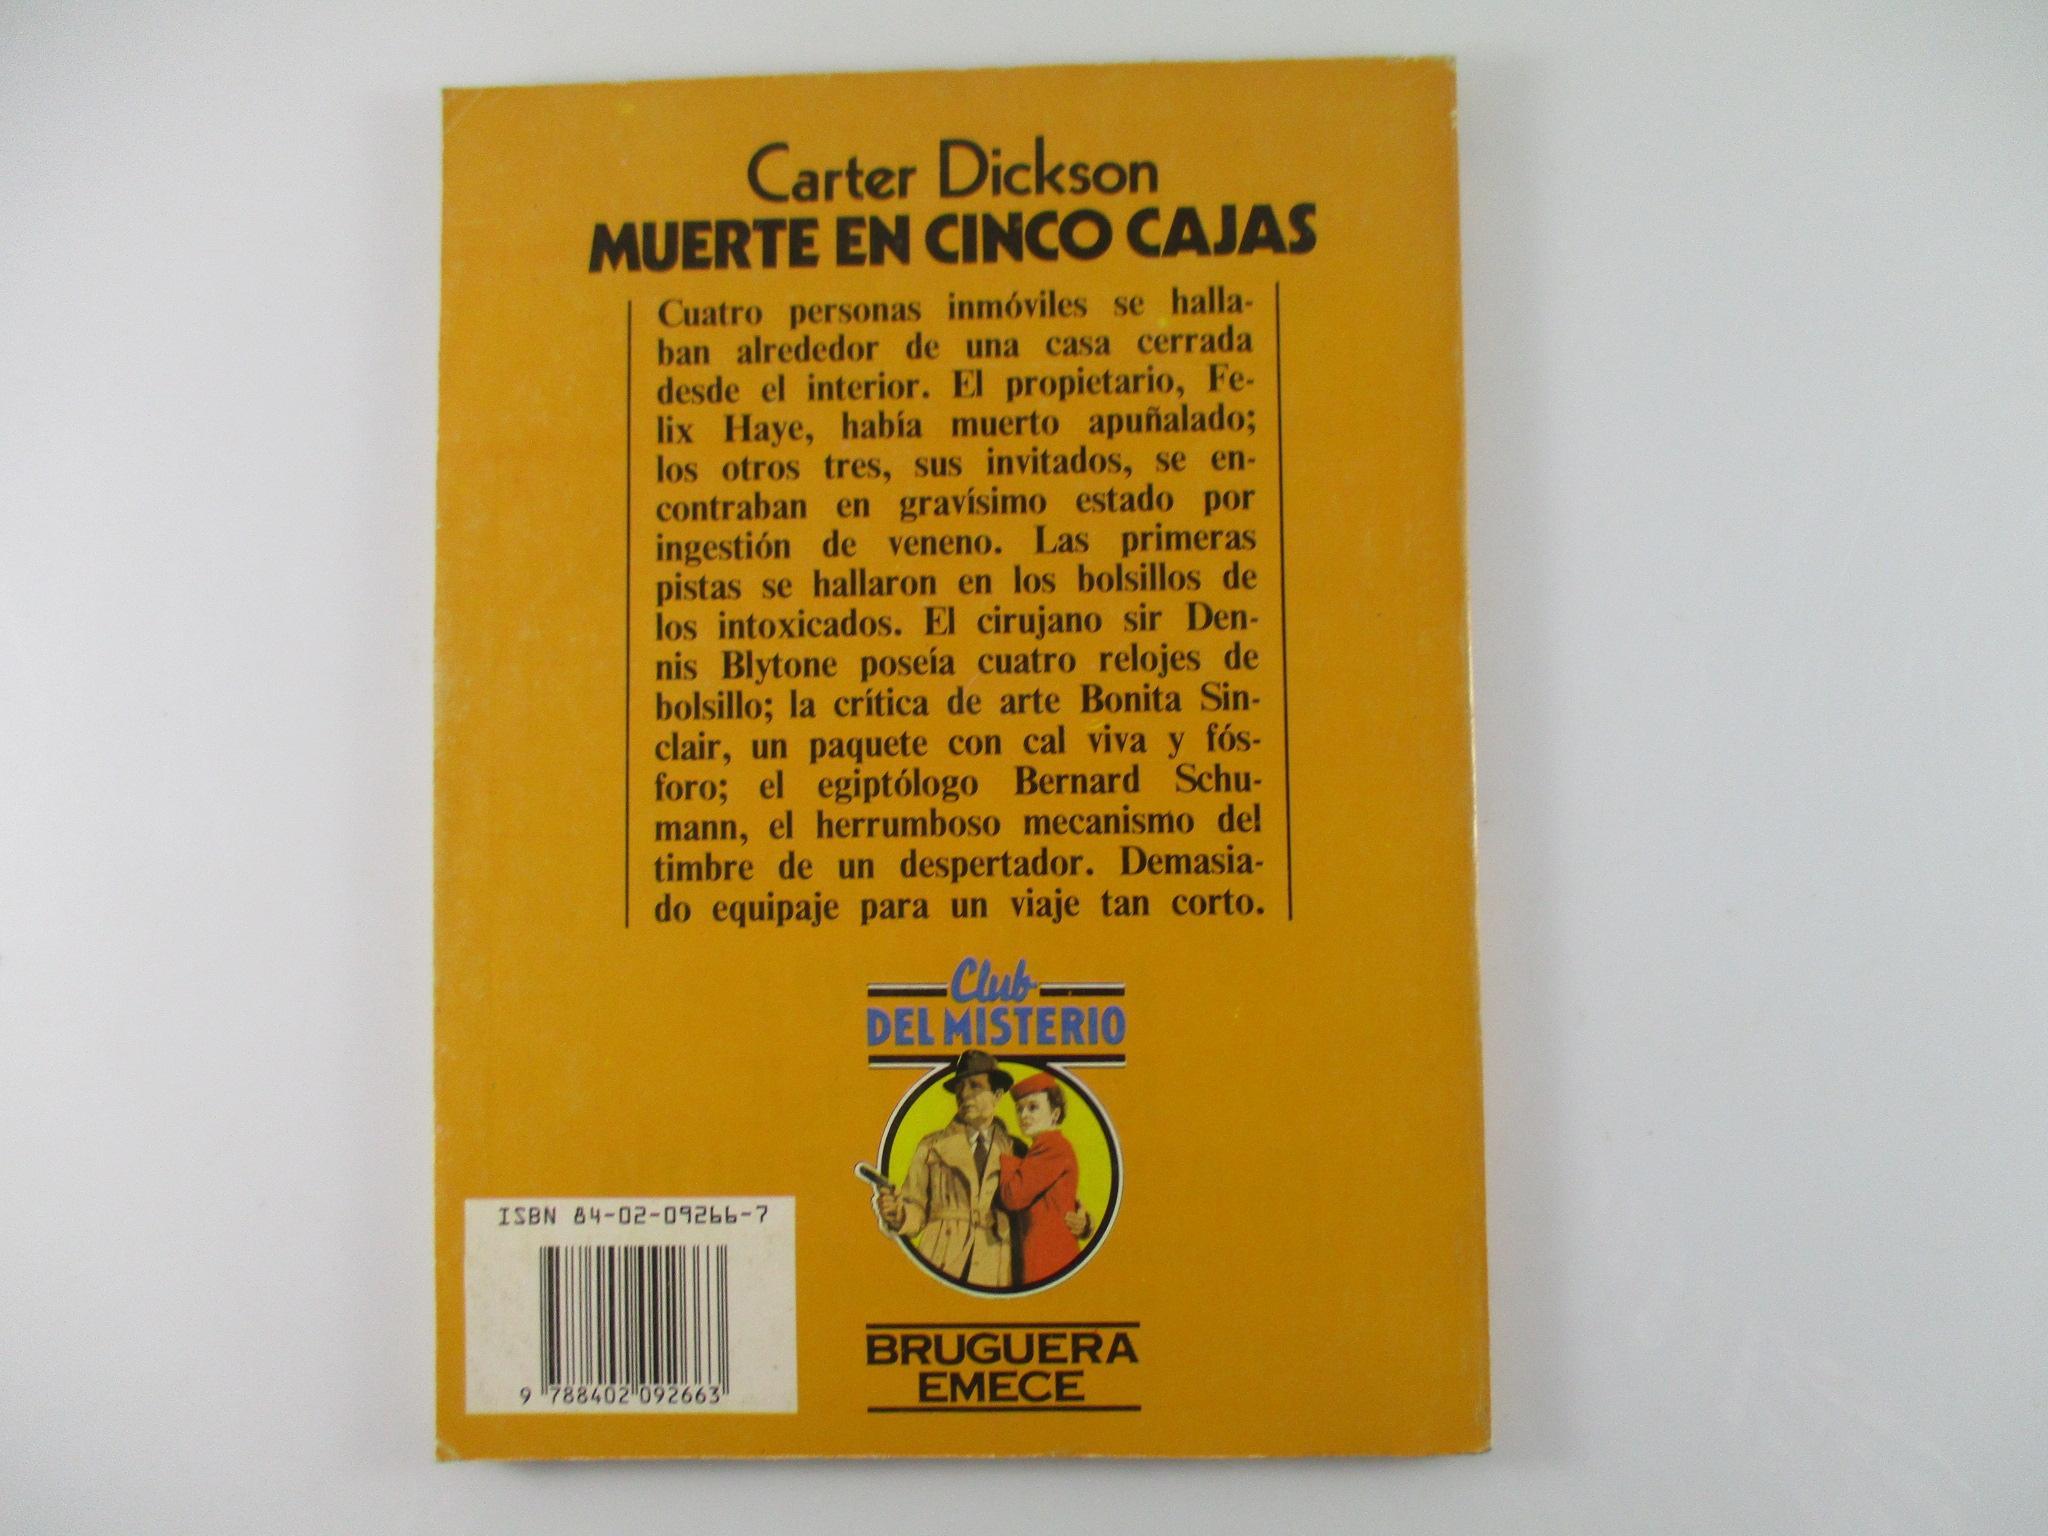 Carter Dickson
MUERTE EN CINCO CAJAS
Cuatro personas inmóviles se halla-
ban alrededor de una casa cerrada
desde el interior. El propietario, Fe-
lix Haye, había muerto apuñalado;
los otros tres, sus invitados, se en-
contraban en gravísimo estado por
ingestión de veneno. Las primeras
pistas se hallaron en los bolsillos de
los intoxicados. El cirujano sir Den-
nis Blytone poseía cuatro relojes de
bolsillo; la crítica de arte Bonita Sin-
clair, un paquete con cal viva y fós-
foro; el egiptólogo Bernard Schu-
mann, el herrumboso mecanismo del
timbre de un despertador. Demasia-
do equipaje para un viaje tan corto.
Club
DEL MISTERIO
ISBN 84-02-09266-7
9 788402 092663
BRUGUERA
EMECE